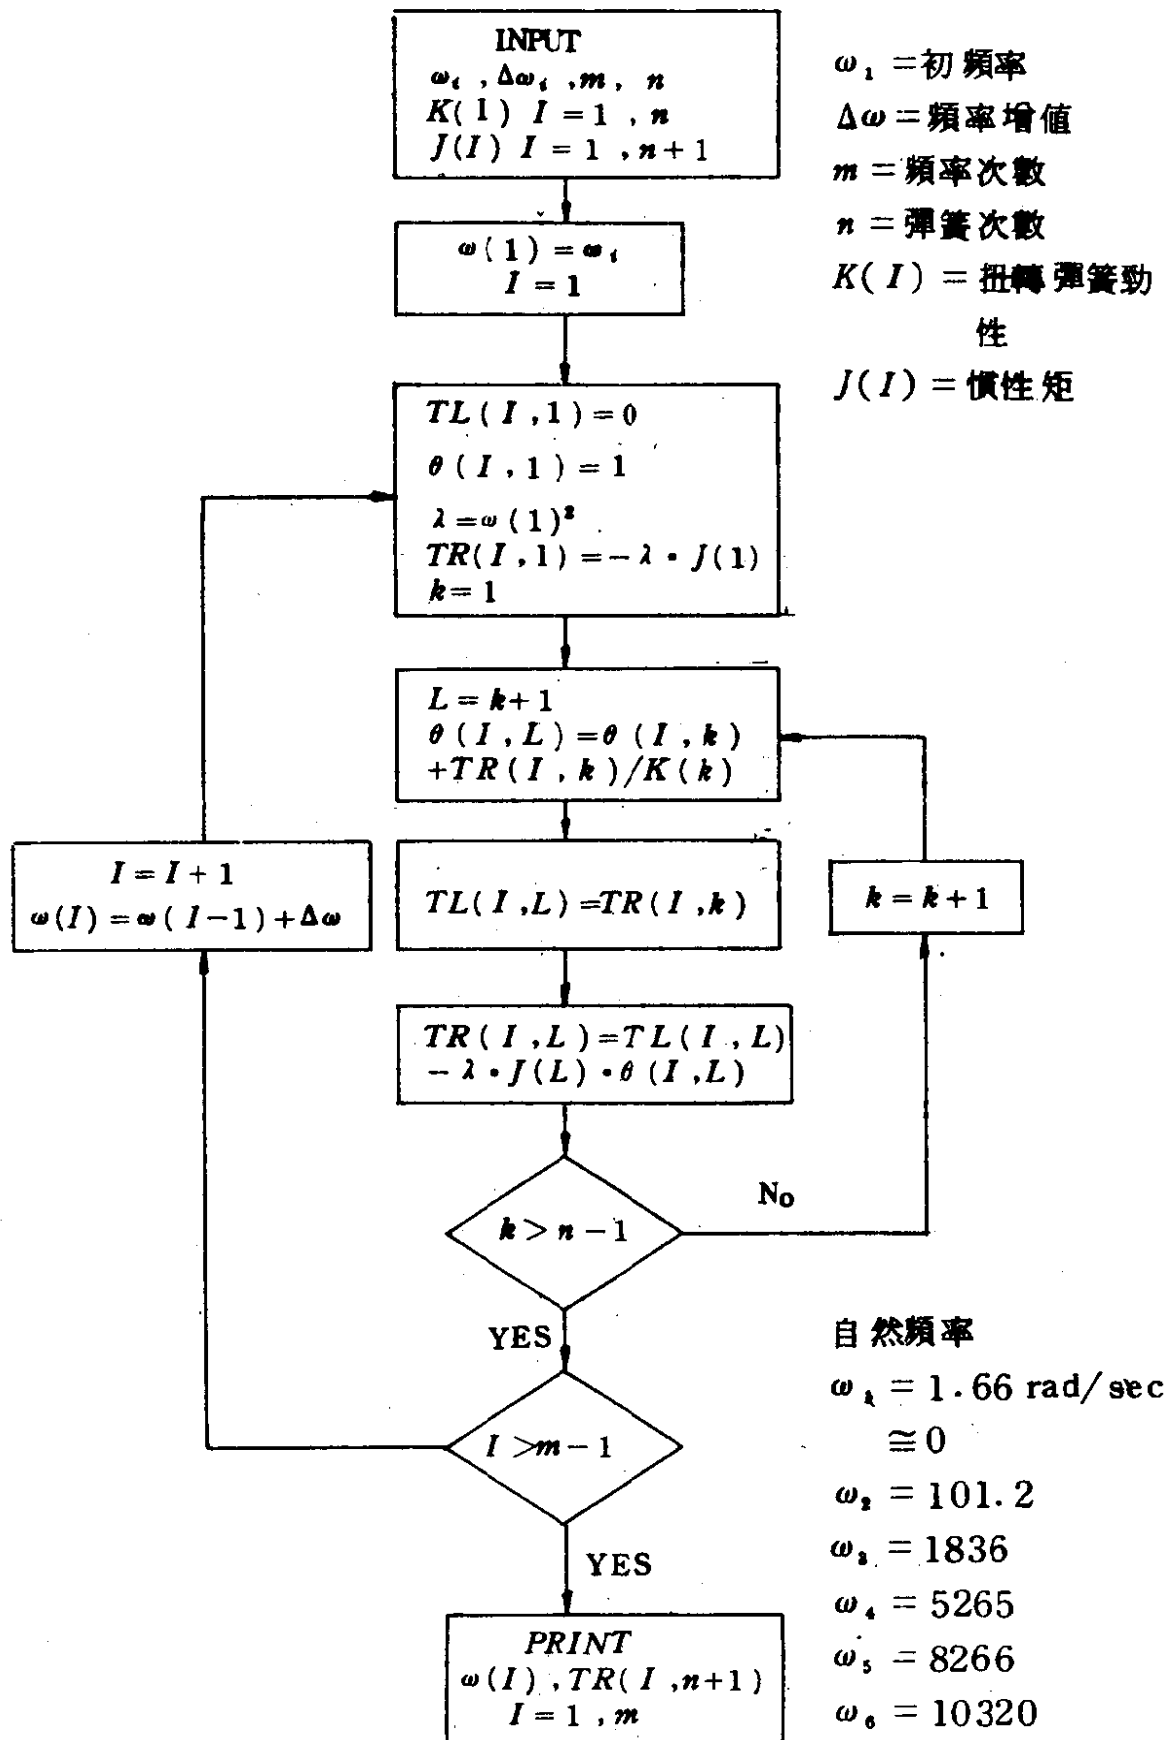 INPUT
ω₁ , Δω₁ , m , n
K( 1 ) I = 1 , n
J(I) I = 1 , n + 1
ω( 1 ) = ω₁
I = 1
TL( I , 1 ) = 0
θ ( I , 1 ) = 1
λ = ω ( 1 )²
TR( I , 1 ) = − λ • J( 1 )
k = 1
L = k + 1
θ ( I , L ) = θ ( I , k )
+ TR( I , k ) / K( k )
TL( I , L ) = TR( I , k )
TR( I , L ) = TL( I , L )
− λ • J( L ) • θ ( I , L )
k > n − 1
No
k = k + 1
YES
I > m − 1
I = I + 1
ω(I) = ω( I − 1) + Δω
YES
PRINT
ω(I) , TR( I , n+1 )
I = 1 , m
ω₁ = 初頻率
Δω = 頻率增值
m = 頻率次數
n = 彈簧次數
K( I ) = 扭轉彈簧勁
性
J( I ) = 慣性矩
自然頻率
ω₁ = 1.66 rad/sec
≅ 0
ω₂ = 101.2
ω₃ = 1836
ω₄ = 5265
ω₅ = 8266
ω₆ = 10320